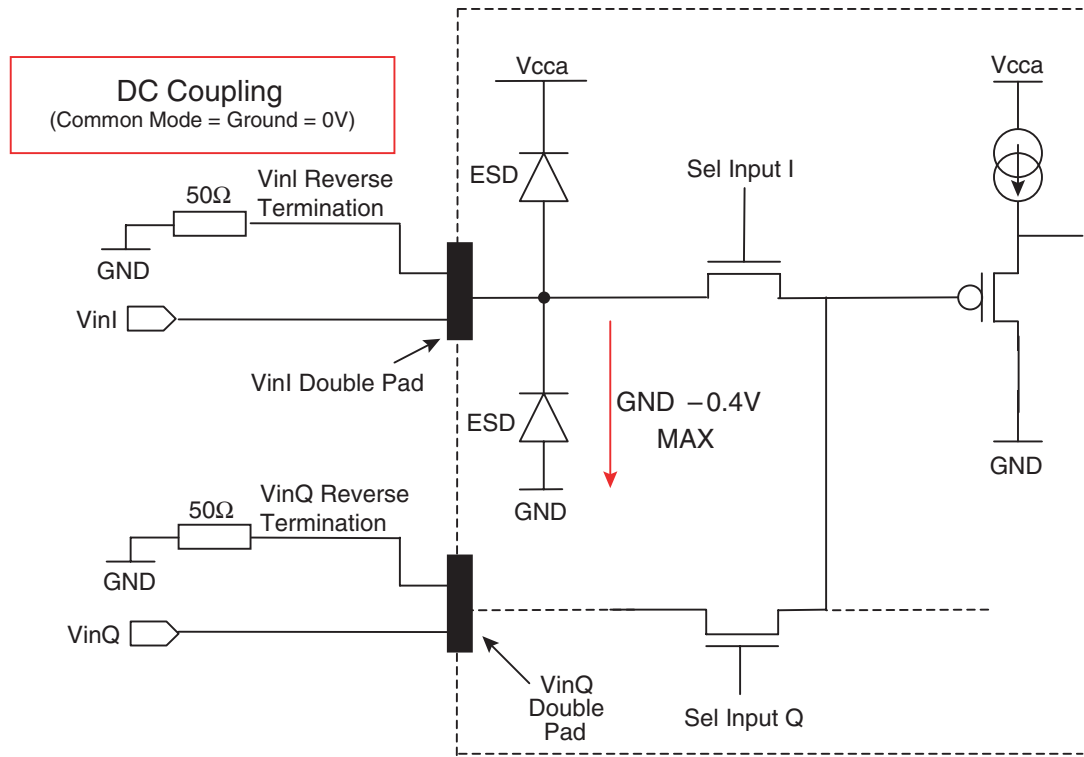 DC Coupling
(Common Mode = Ground = 0V)
Vcca
Vcca
ESD
Sel Input I
50Ω
VinI Reverse
Termination
GND
VinI
VinI Double Pad
ESD
GND −0.4V
MAX
GND
GND
50Ω
VinQ Reverse
Termination
GND
VinQ
VinQ
Double
Pad
Sel Input Q